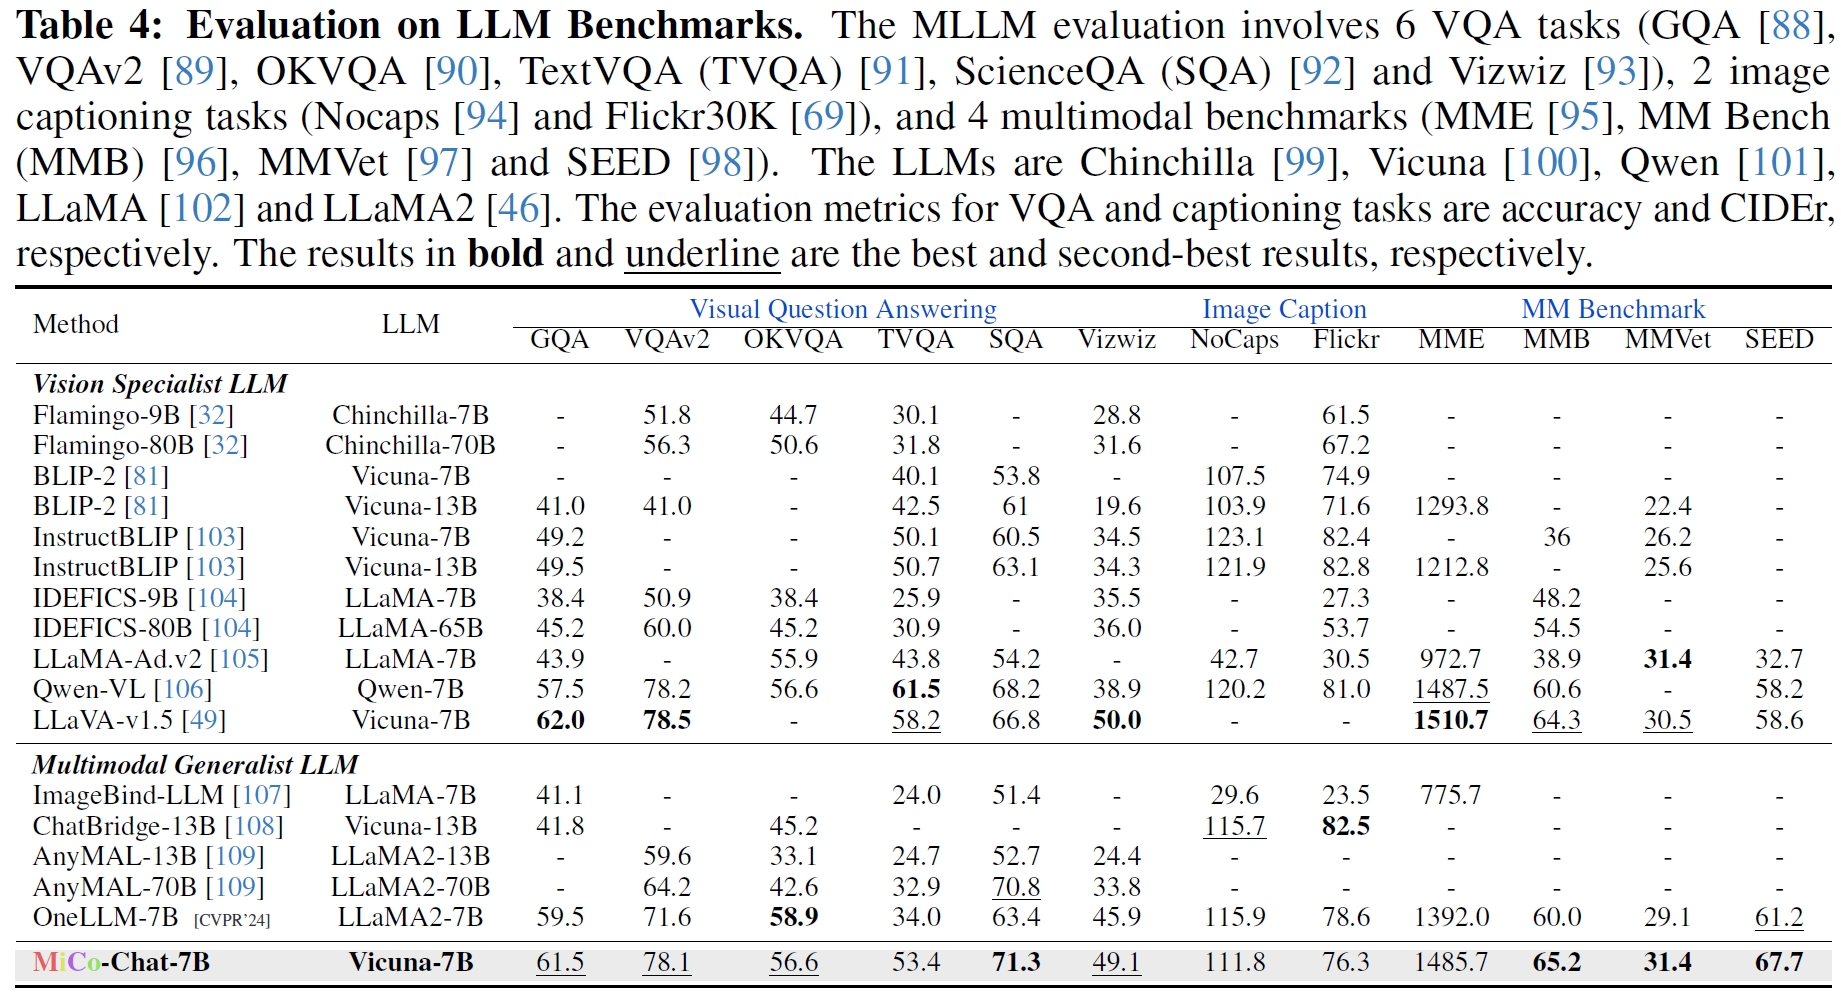 Table 4: Evaluation on LLM Benchmarks. The MLLM evaluation involves 6 VQA tasks (GQA [88],
VQAv2 [89], OKVQA [90], TextVQA (TVQA) [91], ScienceQA (SQA) [92] and Vizwiz [93]), 2 image
captioning tasks (Nocaps [94] and Flickr30K [69]), and 4 multimodal benchmarks (MME [95], MM Bench
(MMB) [96], MMVet [97] and SEED [98]). The LLMs are Chinchilla [99], Vicuna [100], Qwen [101],
LLaMA [102] and LLaMA2 [46]. The evaluation metrics for VQA and captioning tasks are accuracy and CIDEr,
respectively. The results in bold and underline are the best and second-best results, respectively.
Method LLM Visual Question Answering Image Caption MM Benchmark
GQA VQAv2 OKVQA TVQA SQA Vizwiz NoCaps Flickr MME MMB MMVet SEED
Vision Specialist LLM
Flamingo-9B [32] Chinchilla-7B - 51.8 44.7 30.1 - 28.8 - 61.5 - - - -
Flamingo-80B [32] Chinchilla-70B - 56.3 50.6 31.8 - 31.6 - 67.2 - - - -
BLIP-2 [81] Vicuna-7B - - - 40.1 53.8 - 107.5 74.9 - - - -
BLIP-2 [81] Vicuna-13B 41.0 41.0 - 42.5 61 19.6 103.9 71.6 1293.8 - 22.4 -
InstructBLIP [103] Vicuna-7B 49.2 - - 50.1 60.5 34.5 123.1 82.4 - 36 26.2 -
InstructBLIP [103] Vicuna-13B 49.5 - - 50.7 63.1 34.3 121.9 82.8 1212.8 - 25.6 -
IDEFICS-9B [104] LLaMA-7B 38.4 50.9 38.4 25.9 - 35.5 - 27.3 - 48.2 - -
IDEFICS-80B [104] LLaMA-65B 45.2 60.0 45.2 30.9 - 36.0 - 53.7 - 54.5 - -
LLaMA-Ad.v2 [105] LLaMA-7B 43.9 - 55.9 43.8 54.2 - 42.7 30.5 972.7 38.9 31.4 32.7
Qwen-VL [106] Qwen-7B 57.5 78.2 56.6 61.5 68.2 38.9 120.2 81.0 1487.5 60.6 - 58.2
LLaVA-v1.5 [49] Vicuna-7B 62.0 78.5 - 58.2 66.8 50.0 - - 1510.7 64.3 30.5 58.6
Multimodal Generalist LLM
ImageBind-LLM [107] LLaMA-7B 41.1 - - 24.0 51.4 - 29.6 23.5 775.7 - - -
ChatBridge-13B [108] Vicuna-13B 41.8 - 45.2 - - - 115.7 82.5 - - - -
AnyMAL-13B [109] LLaMA2-13B - 59.6 33.1 24.7 52.7 24.4 - - - - - -
AnyMAL-70B [109] LLaMA2-70B - 64.2 42.6 32.9 70.8 33.8 - - - - - -
OneLLM-7B [CVPR'24] LLaMA2-7B 59.5 71.6 58.9 34.0 63.4 45.9 115.9 78.6 1392.0 60.0 29.1 61.2
MiCo-Chat-7B Vicuna-7B 61.5 78.1 56.6 53.4 71.3 49.1 111.8 76.3 1485.7 65.2 31.4 67.7